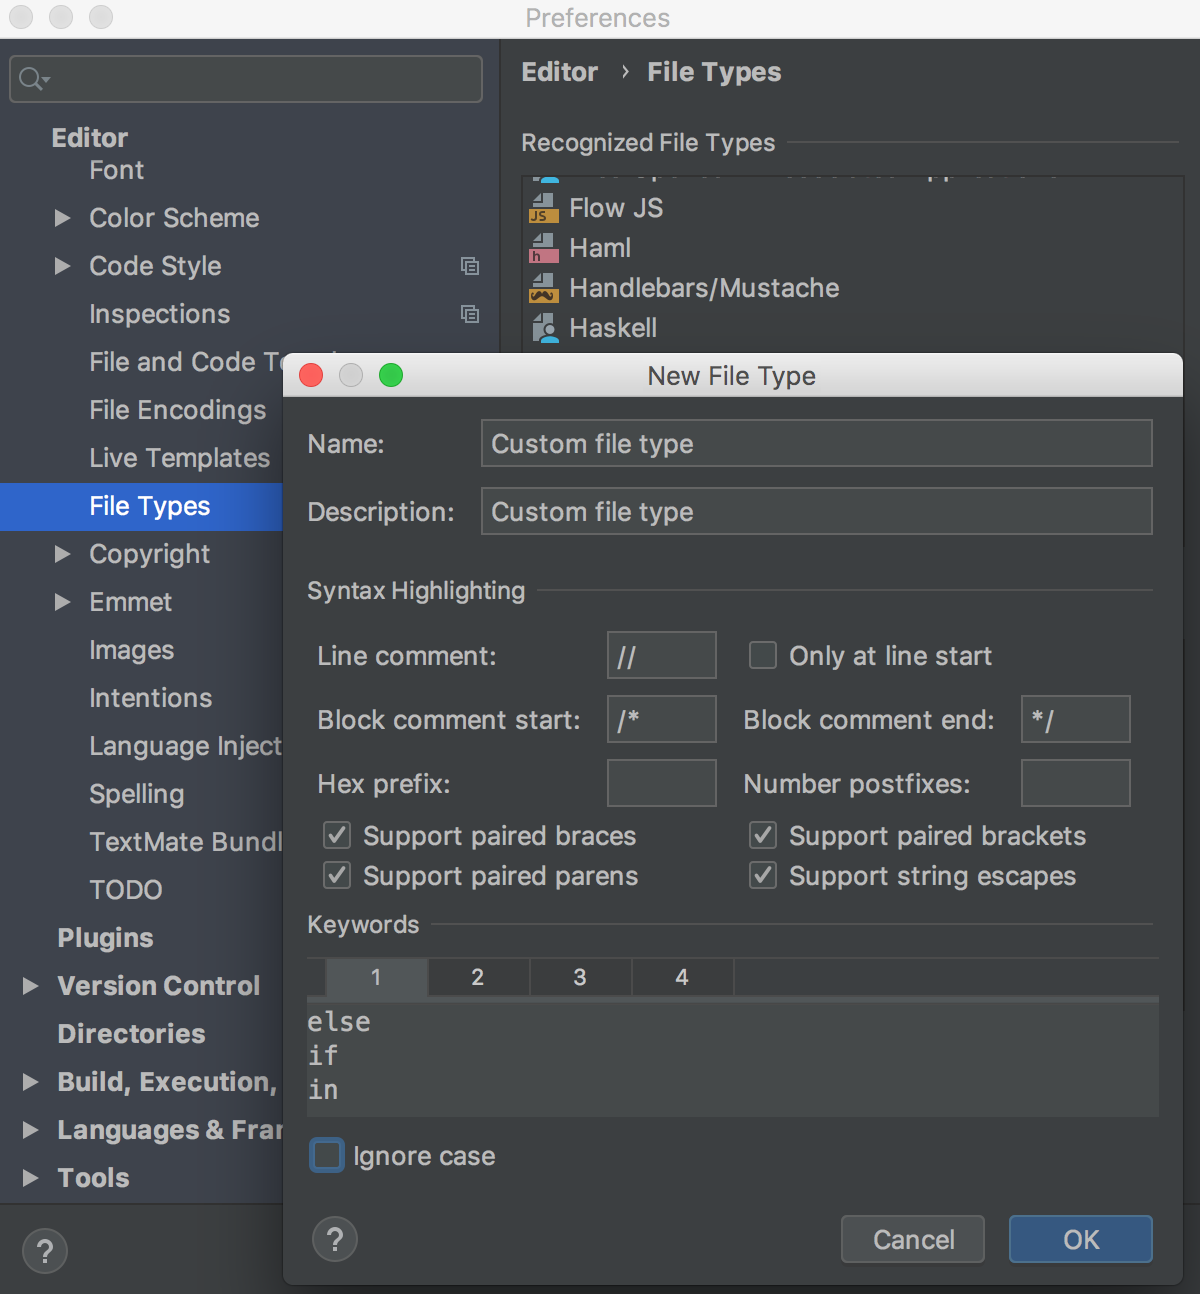 Preferences
Editor
Font
Color Scheme
Code Style
Inspections
File and Code
File Encodings
Live Templates
File Types
Copyright
Emmet
Images
Intentions
Language Inject
Spelling
TextMate Bundl
TODO
Plugins
Version Control
Directories
Build, Execution,
Languages & Frar
Tools
?
Editor › File Types
Recognized File Types
JS Flow JS
h Haml
Handlebars/Mustache
Haskell
New File Type
Name: Custom file type
Description: Custom file type
Syntax Highlighting
Line comment: // Only at line start
Block comment start: /* Block comment end: */
Hex prefix: Number postfixes:
Support paired braces Support paired brackets
Support paired parens Support string escapes
Keywords
1 2 3 4
else
if
in
Ignore case
? Cancel OK